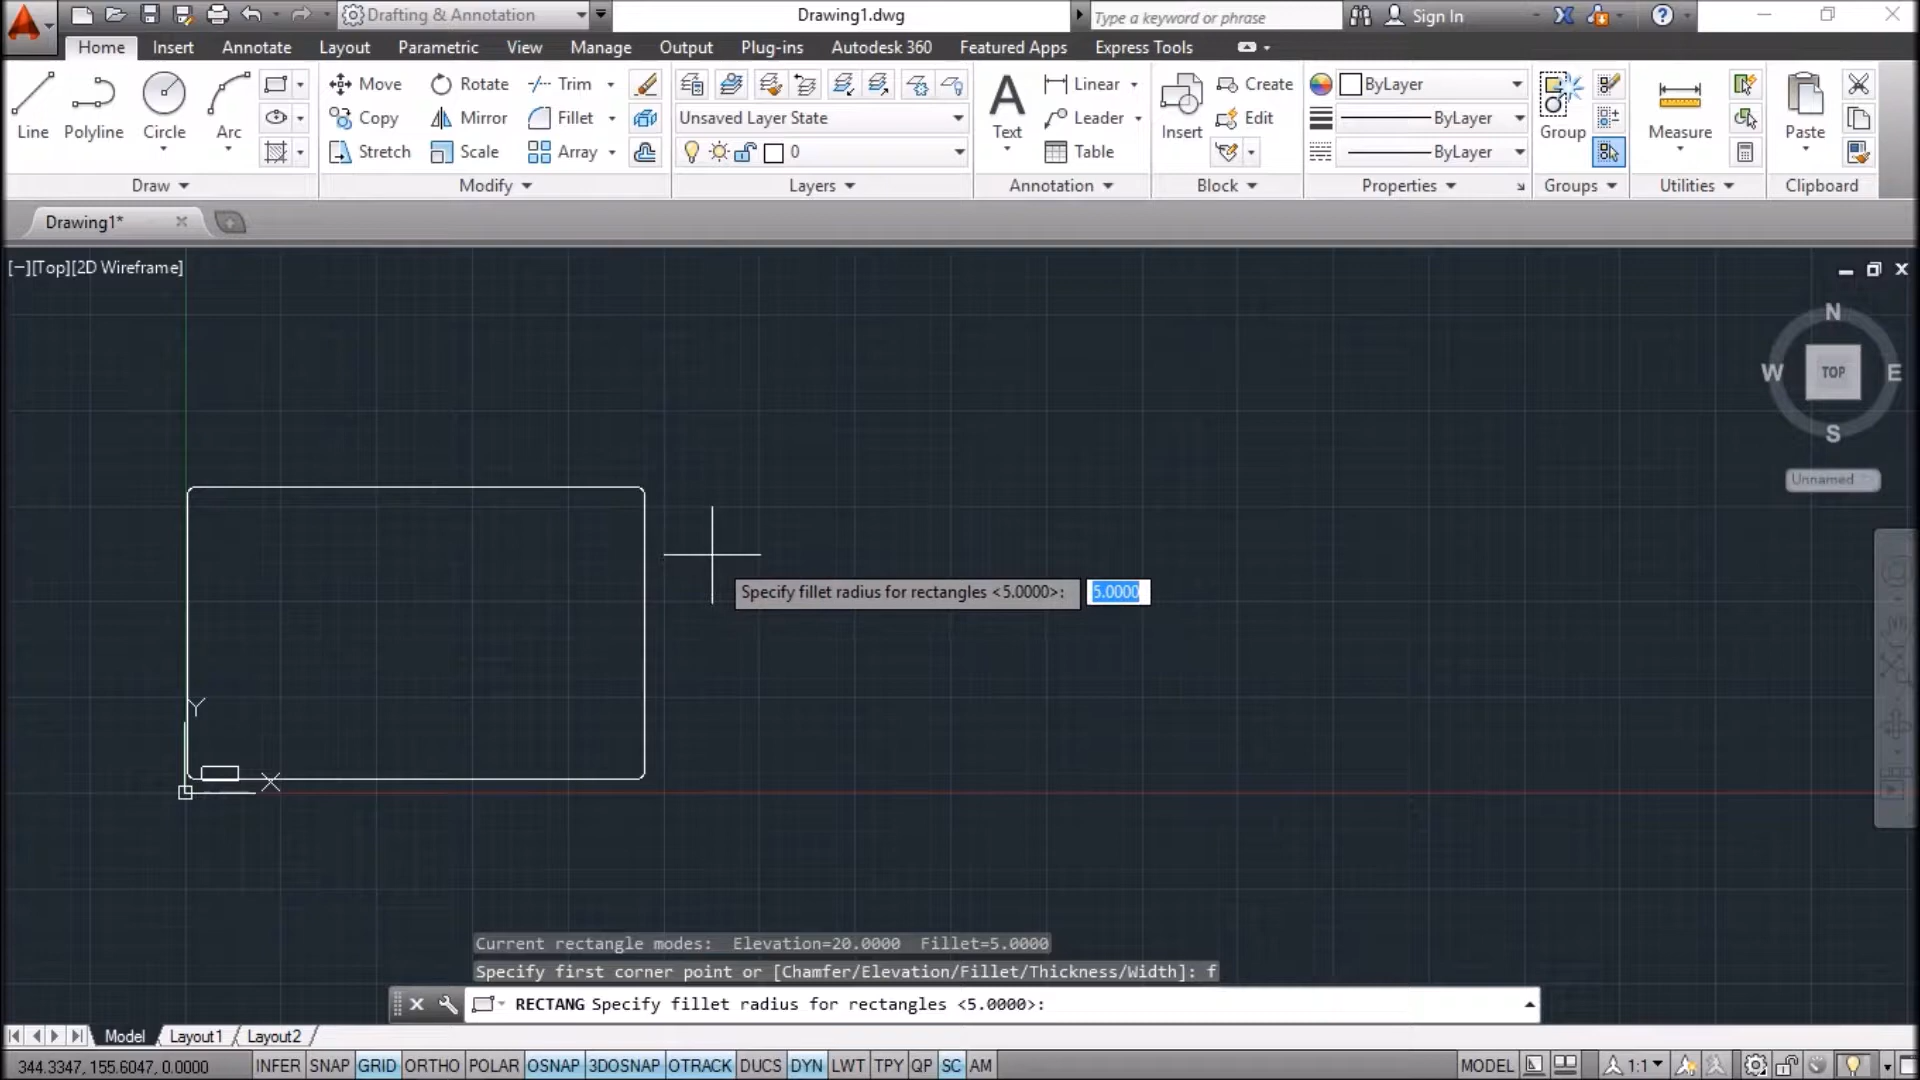 Drafting & Annotation
Drawing1.dwg
Type a keyword or phrase
Sign In
Home Insert Annotate Layout Parametric View Manage Output Plug-ins Autodesk 360 Featured Apps Express Tools
Move Rotate Trim ByLayer
Linear Create
Copy Mirror Fillet Unsaved Layer State Leader Edit ByLayer
Line Polyline Circle Arc Text Insert Group Measure Paste
Stretch Scale Array 0 Table ByLayer
Draw Modify Layers Annotation Block Properties Groups Utilities Clipboard
Drawing1*
[−][Top][2D Wireframe]
N
W TOP E
S
Unnamed
Specify fillet radius for rectangles <5.0000>: 5.0000
Y
X
Current rectangle modes: Elevation=20.0000 Fillet=5.0000
Specify first corner point or [Chamfer/Elevation/Fillet/Thickness/Width]: f
RECTANG Specify fillet radius for rectangles <5.0000>:
Model Layout1 Layout2
344.3347, 155.6047, 0.0000 INFER SNAP GRID ORTHO POLAR OSNAP 3DOSNAP OTRACK DUCS DYN LWT TPY QP SC AM MODEL 1:1